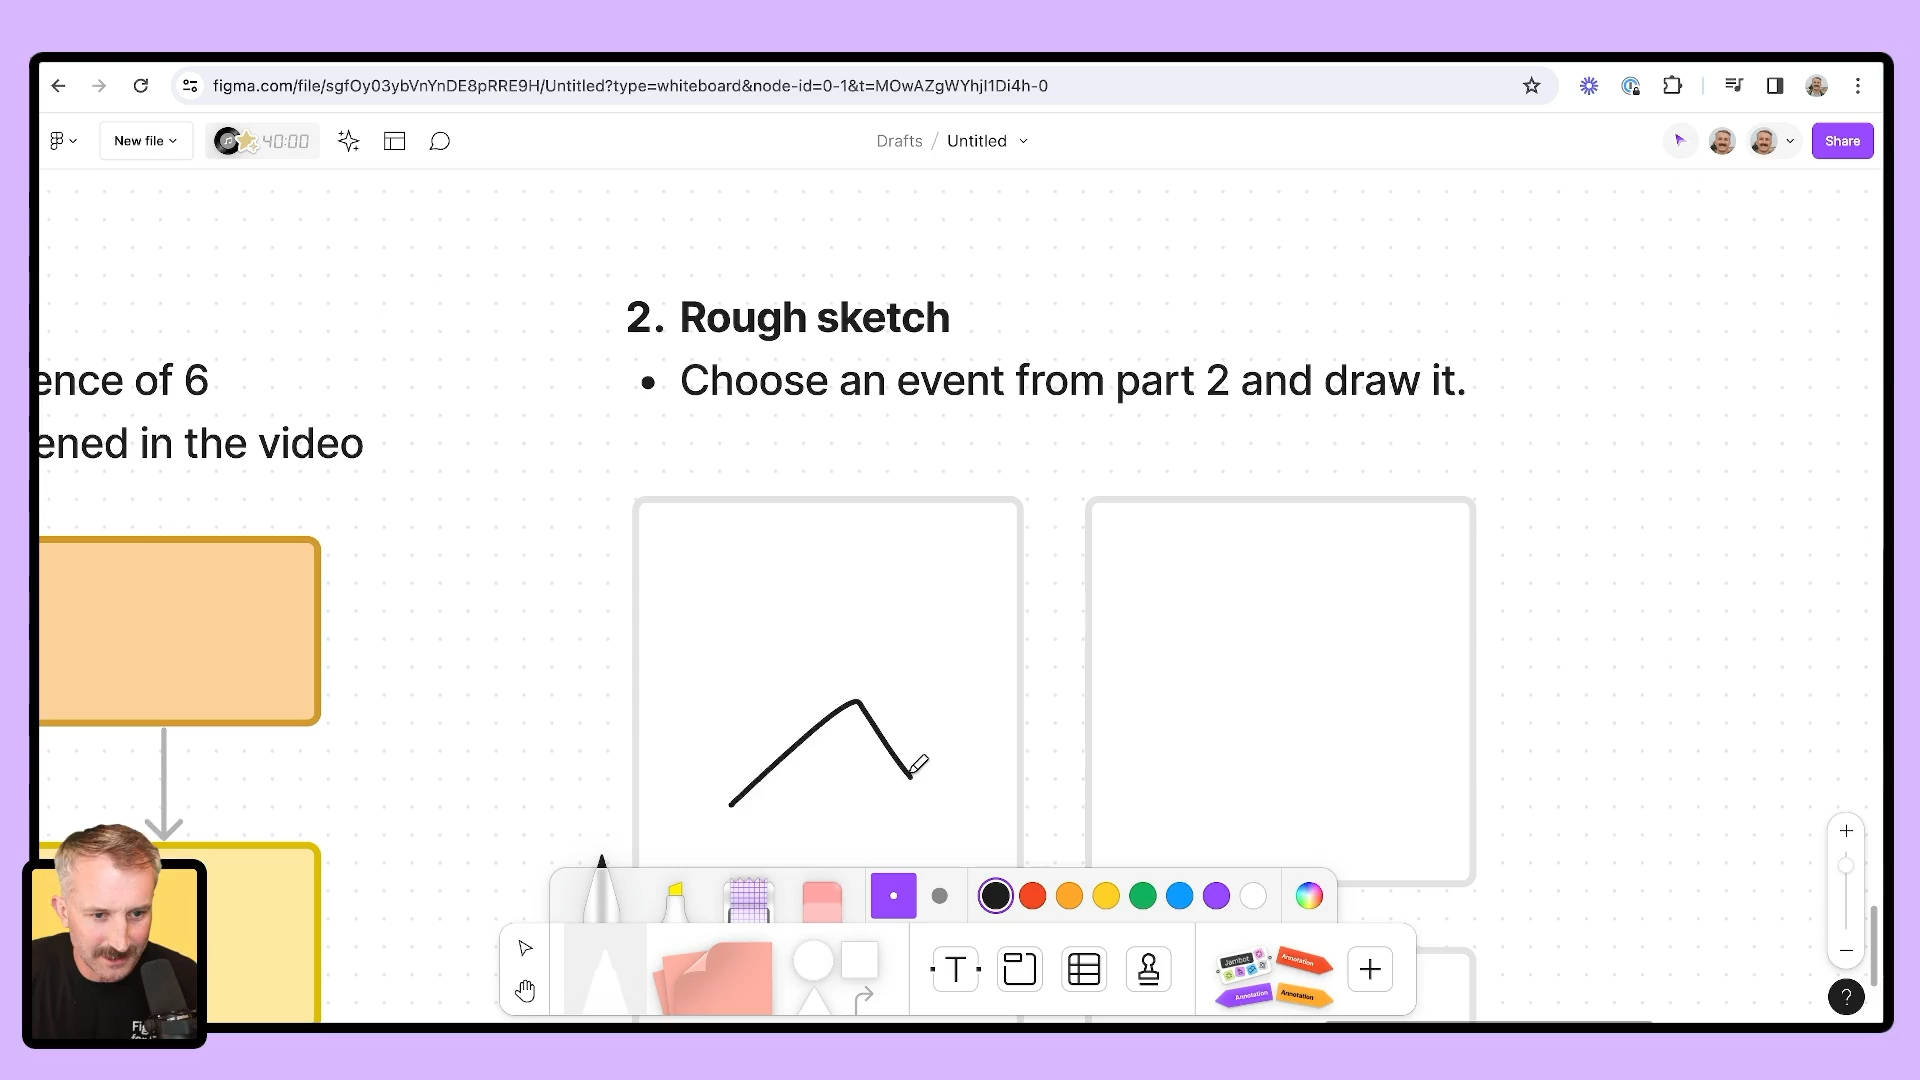 figma.com/file/sgfOy03ybVnYnDE8pRRE9H/Untitled?type=whiteboard&node-id=0-1&t=MOwAZgWYhjI1Di4h-0
New file
40:00
Drafts / Untitled
Share
2. Rough sketch
ence of 6
• Choose an event from part 2 and draw it.
ened in the video
T
Jambot
Annotation
Annotation
Annotation
?